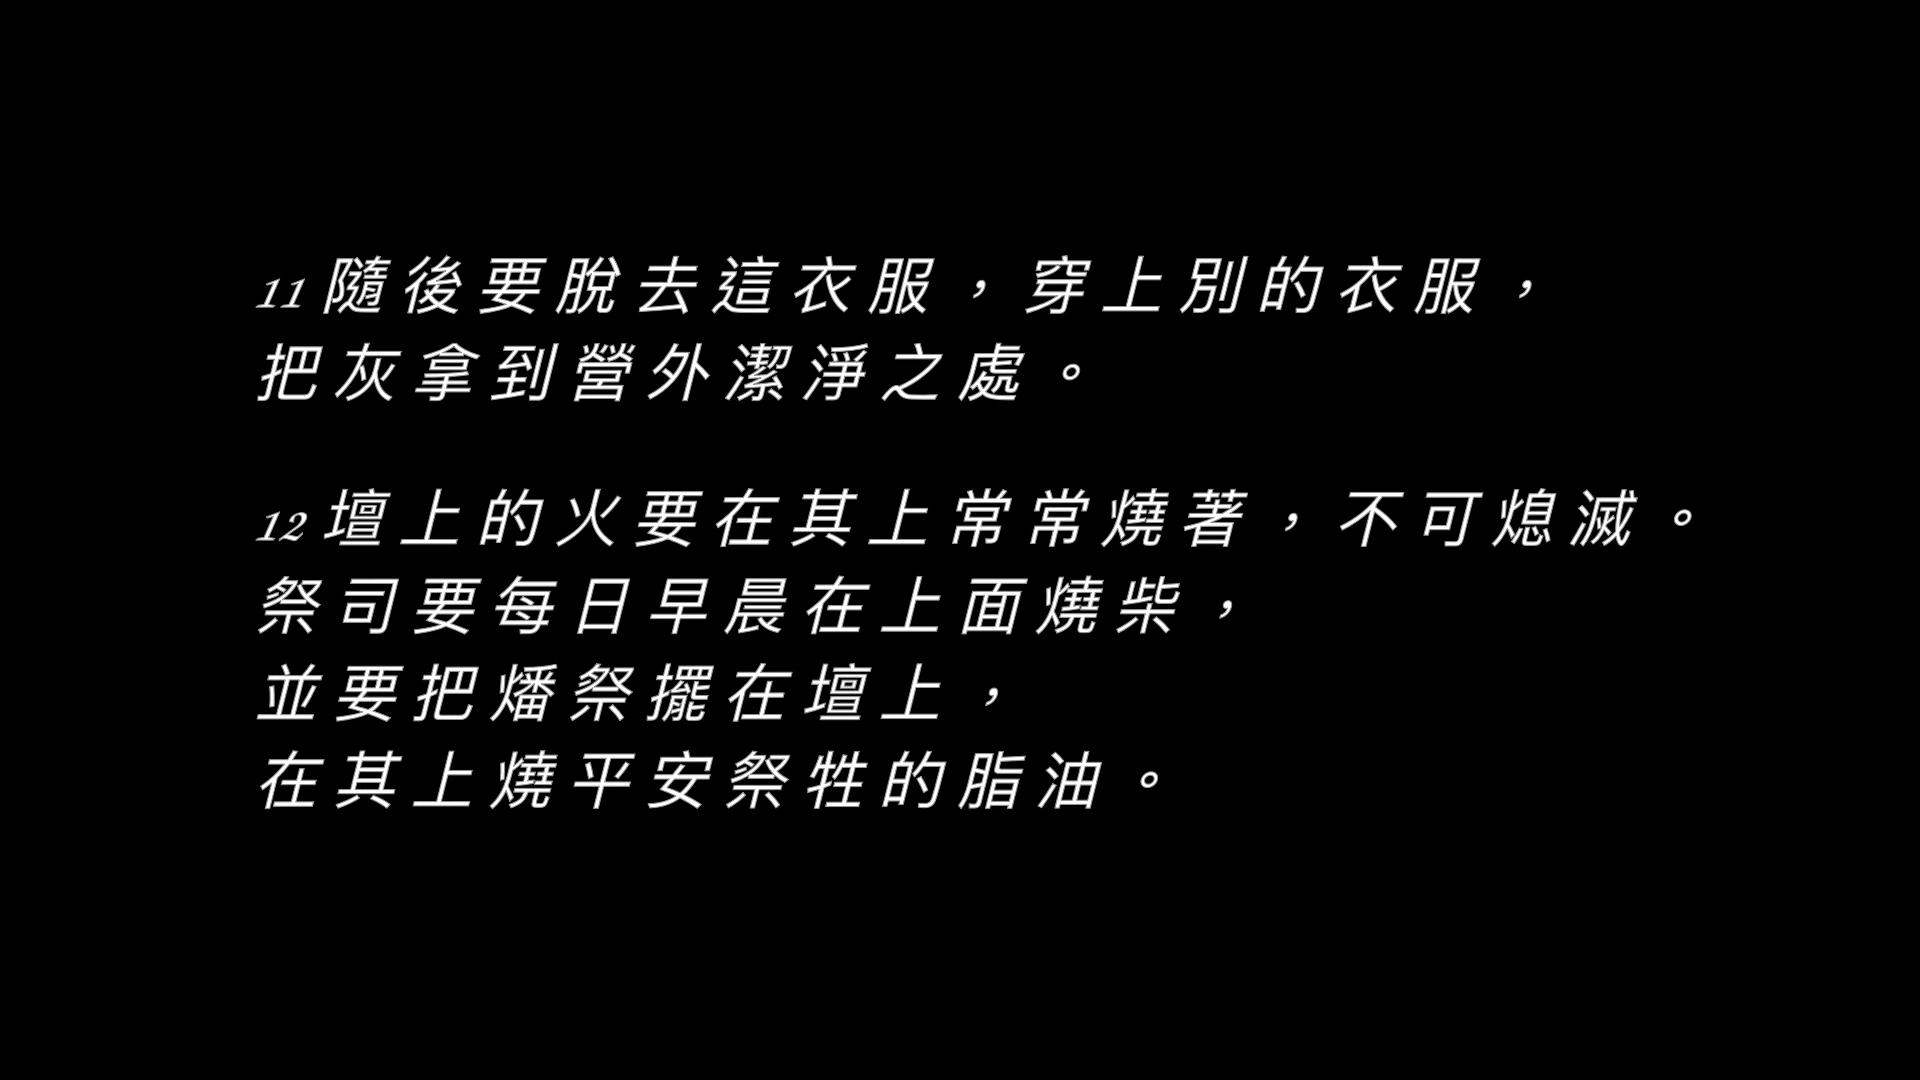 11 隨後要脫去這衣服，穿上別的衣服，
把灰拿到營外潔淨之處。
12 壇上的火要在其上常常燒著，不可熄滅。
祭司要每日早晨在上面燒柴，
並要把燔祭擺在壇上，
在其上燒平安祭牲的脂油。